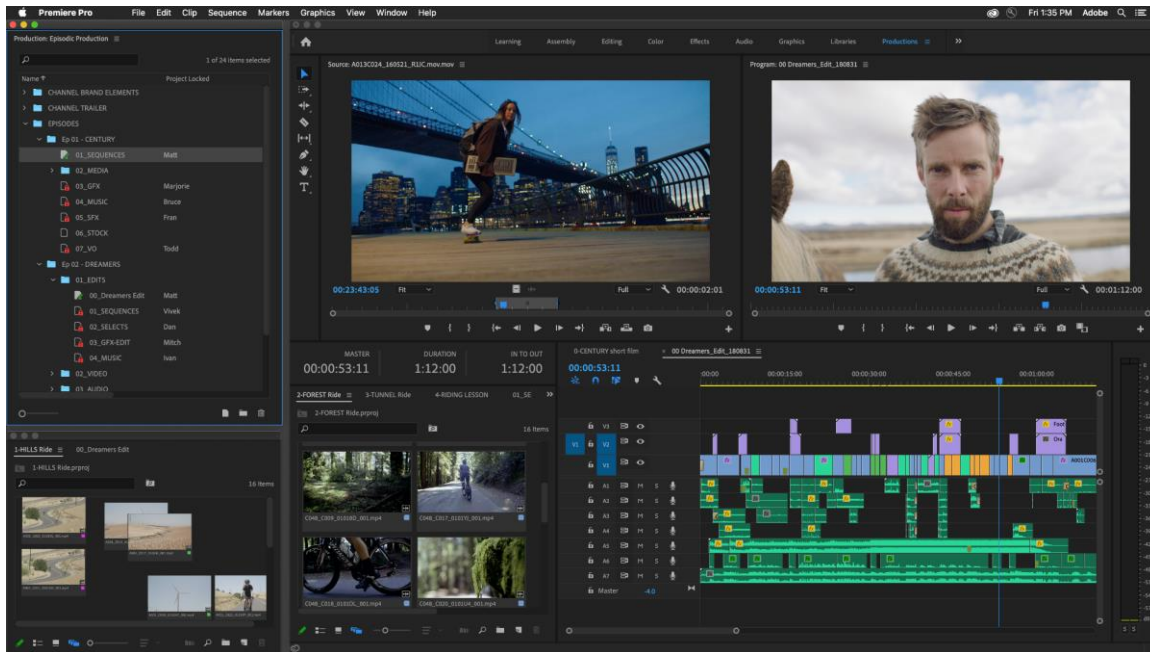 Premiere Pro File Edit Clip Sequence Markers Graphics View Window Help Fri 1:35 PM Adobe
Production: Episodic Production
1 of 24 items selected
Name Project Locked
CHANNEL BRAND ELEMENTS
CHANNEL TRAILER
EPISODES
Ep 01 - CENTURY
01_SEQUENCES Matt
02_MEDIA
03_GFX Marjorie
04_MUSIC Bruce
05_SFX Fran
06_STOCK
07_VO Todd
Ep 02 - DREAMERS
01_EDITS
00_Dreamers Edit Matt
01_SEQUENCES Vivek
02_SELECTS Dan
03_GFX-EDIT Mitch
04_MUSIC Ivan
02_VIDEO
03_AUDIO
1-HILLS Ride 00_Dreamers Edit
1-HILLS Ride.prproj
16 Items
Learning Assembly Editing Color Effects Audio Graphics Libraries Productions
Source: A013C024_160521_R1JC.mov.mov
00:23:43:05 Fit Full 00:00:02:01
Program: 00 Dreamers_Edit_180831
00:00:53:11 Fit Full 00:01:12:00
MASTER DURATION IN TO OUT
00:00:53:11 1:12:00 1:12:00
2-FOREST Ride 3-TUNNEL Ride 4-RIDING LESSON 01_SE
2-FOREST Ride.prproj
16 Items
C048_C017_0101YJ_001.mp4
0-CENTURY short film 00 Dreamers_Edit_180831
00:00:53:11
:00:00 00:00:15:00 00:00:30:00 00:00:45:00 00:01:00:00
V3 Foot
V1 V2 Ova
V1
A1 M S
A2 M S
A3 M S
A4 M S
A5 M S
A6 M S
A7 M S
Master -4.0
S S